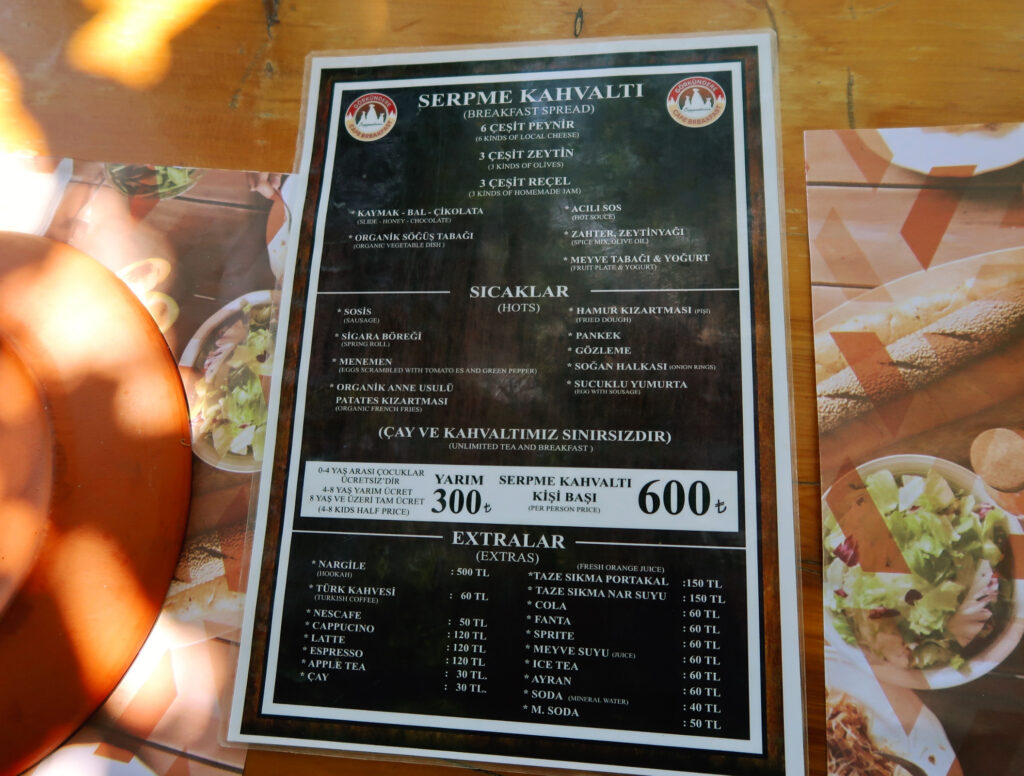 GÖRKÜNDERE
CAFE BREAKFAST
SERPME KAHVALTI
(BREAKFAST SPREAD)
GÖRKÜNDERE
CAFE BREAKFAST
6 ÇEŞİT PEYNİR
(6 KINDS OF LOCAL CHEESE)
3 ÇEŞİT ZEYTİN
(3 KINDS OF OLIVES)
3 ÇEŞİT REÇEL
(3 KINDS OF HOMEMADE JAM)
* KAYMAK - BAL - ÇİKOLATA
(SLIDE - HONEY - CHOCOLATE)
* ORGANİK SÖĞÜŞ TABAĞI
(ORGANIC VEGETABLE DISH )
* ACILI SOS
(HOT SOUCE)
* ZAHTER, ZEYTİNYAĞI
(SPICE MIX, OLIVE OIL)
* MEYVE TABAĞI & YOĞURT
(FRUIT PLATE & YOGURT)
SICAKLAR
(HOTS)
* SOSİS
(SAUSAGE)
* SİGARA BÖREĞİ
(SPRING ROLL)
* MENEMEN
(EGGS SCRAMBLED WITH TOMATO ES AND GREEN PEPPER)
* ORGANİK ANNE USULÜ
PATATES KIZARTMASI
(ORGANIC FRENCH FRIES)
* HAMUR KIZARTMASI (PİŞİ)
(FRIED DOUGH)
* PANKEK
* GÖZLEME
* SOĞAN HALKASI (ONION RINGS)
* SUCUKLU YUMURTA
(EGG WITH SOUSAGE)
(ÇAY VE KAHVALTIMIZ SINIRSIZDIR)
(UNLIMITED TEA AND BREAKFAST )
0-4 YAŞ ARASI ÇOCUKLAR
ÜCRETSİZ'DİR
4-8 YAŞ YARIM ÜCRET
8 YAŞ VE ÜZERİ TAM ÜCRET
(4-8 KIDS HALF PRICE)
YARIM
300 ₺
SERPME KAHVALTI
KİŞİ BAŞI
(PER PERSON PRICE)
600 ₺
EXTRALAR
(EXTRAS)
* NARGİLE : 500 TL
(HOOKAH)
* TÜRK KAHVESİ : 60 TL
(TURKISH COFFEE)
* NESCAFE : 50 TL
* CAPPUCINO : 120 TL
* LATTE : 120 TL
* ESPRESSO : 120 TL
* APPLE TEA : 30 TL.
* ÇAY : 30 TL.
(FRESH ORANGE JUICE)
*TAZE SIKMA PORTAKAL :150 TL
* TAZE SIKMA NAR SUYU : 150 TL
* COLA : 60 TL
* FANTA : 60 TL
* SPRITE : 60 TL
* MEYVE SUYU (JUICE) : 60 TL
* ICE TEA : 60 TL
* AYRAN : 60 TL
* SODA (MINERAL WATER) : 40 TL
* M. SODA : 50 TL